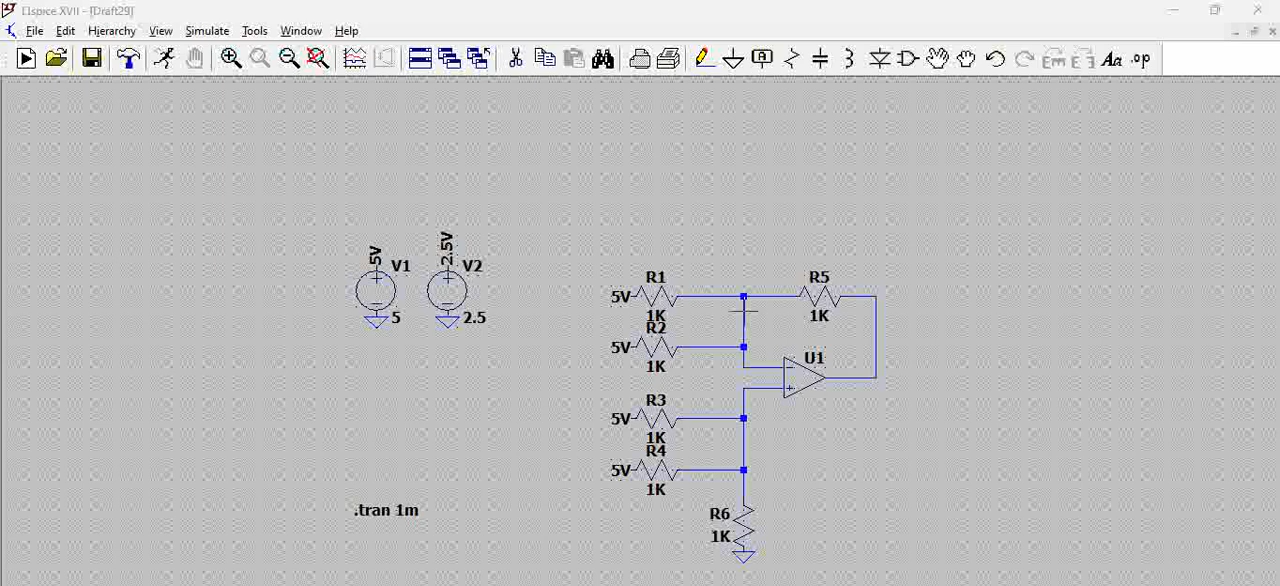 LTspice XVII - [Draft29]
File Edit Hierarchy View Simulate Tools Window Help
Aa .op
5V
V1
5
2.5V
V2
2.5
R1
5V
1K
R2
5V
1K
R5
1K
U1
R3
5V
1K
R4
5V
1K
R6
1K
.tran 1m